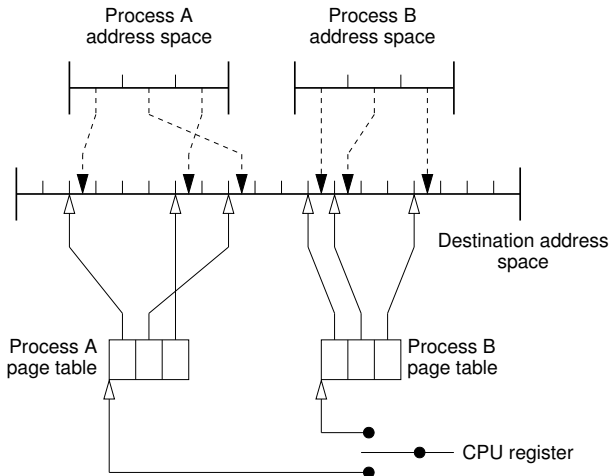 Process A
address space
Process B
address space
Destination address
space
Process A
page table
Process B
page table
CPU register